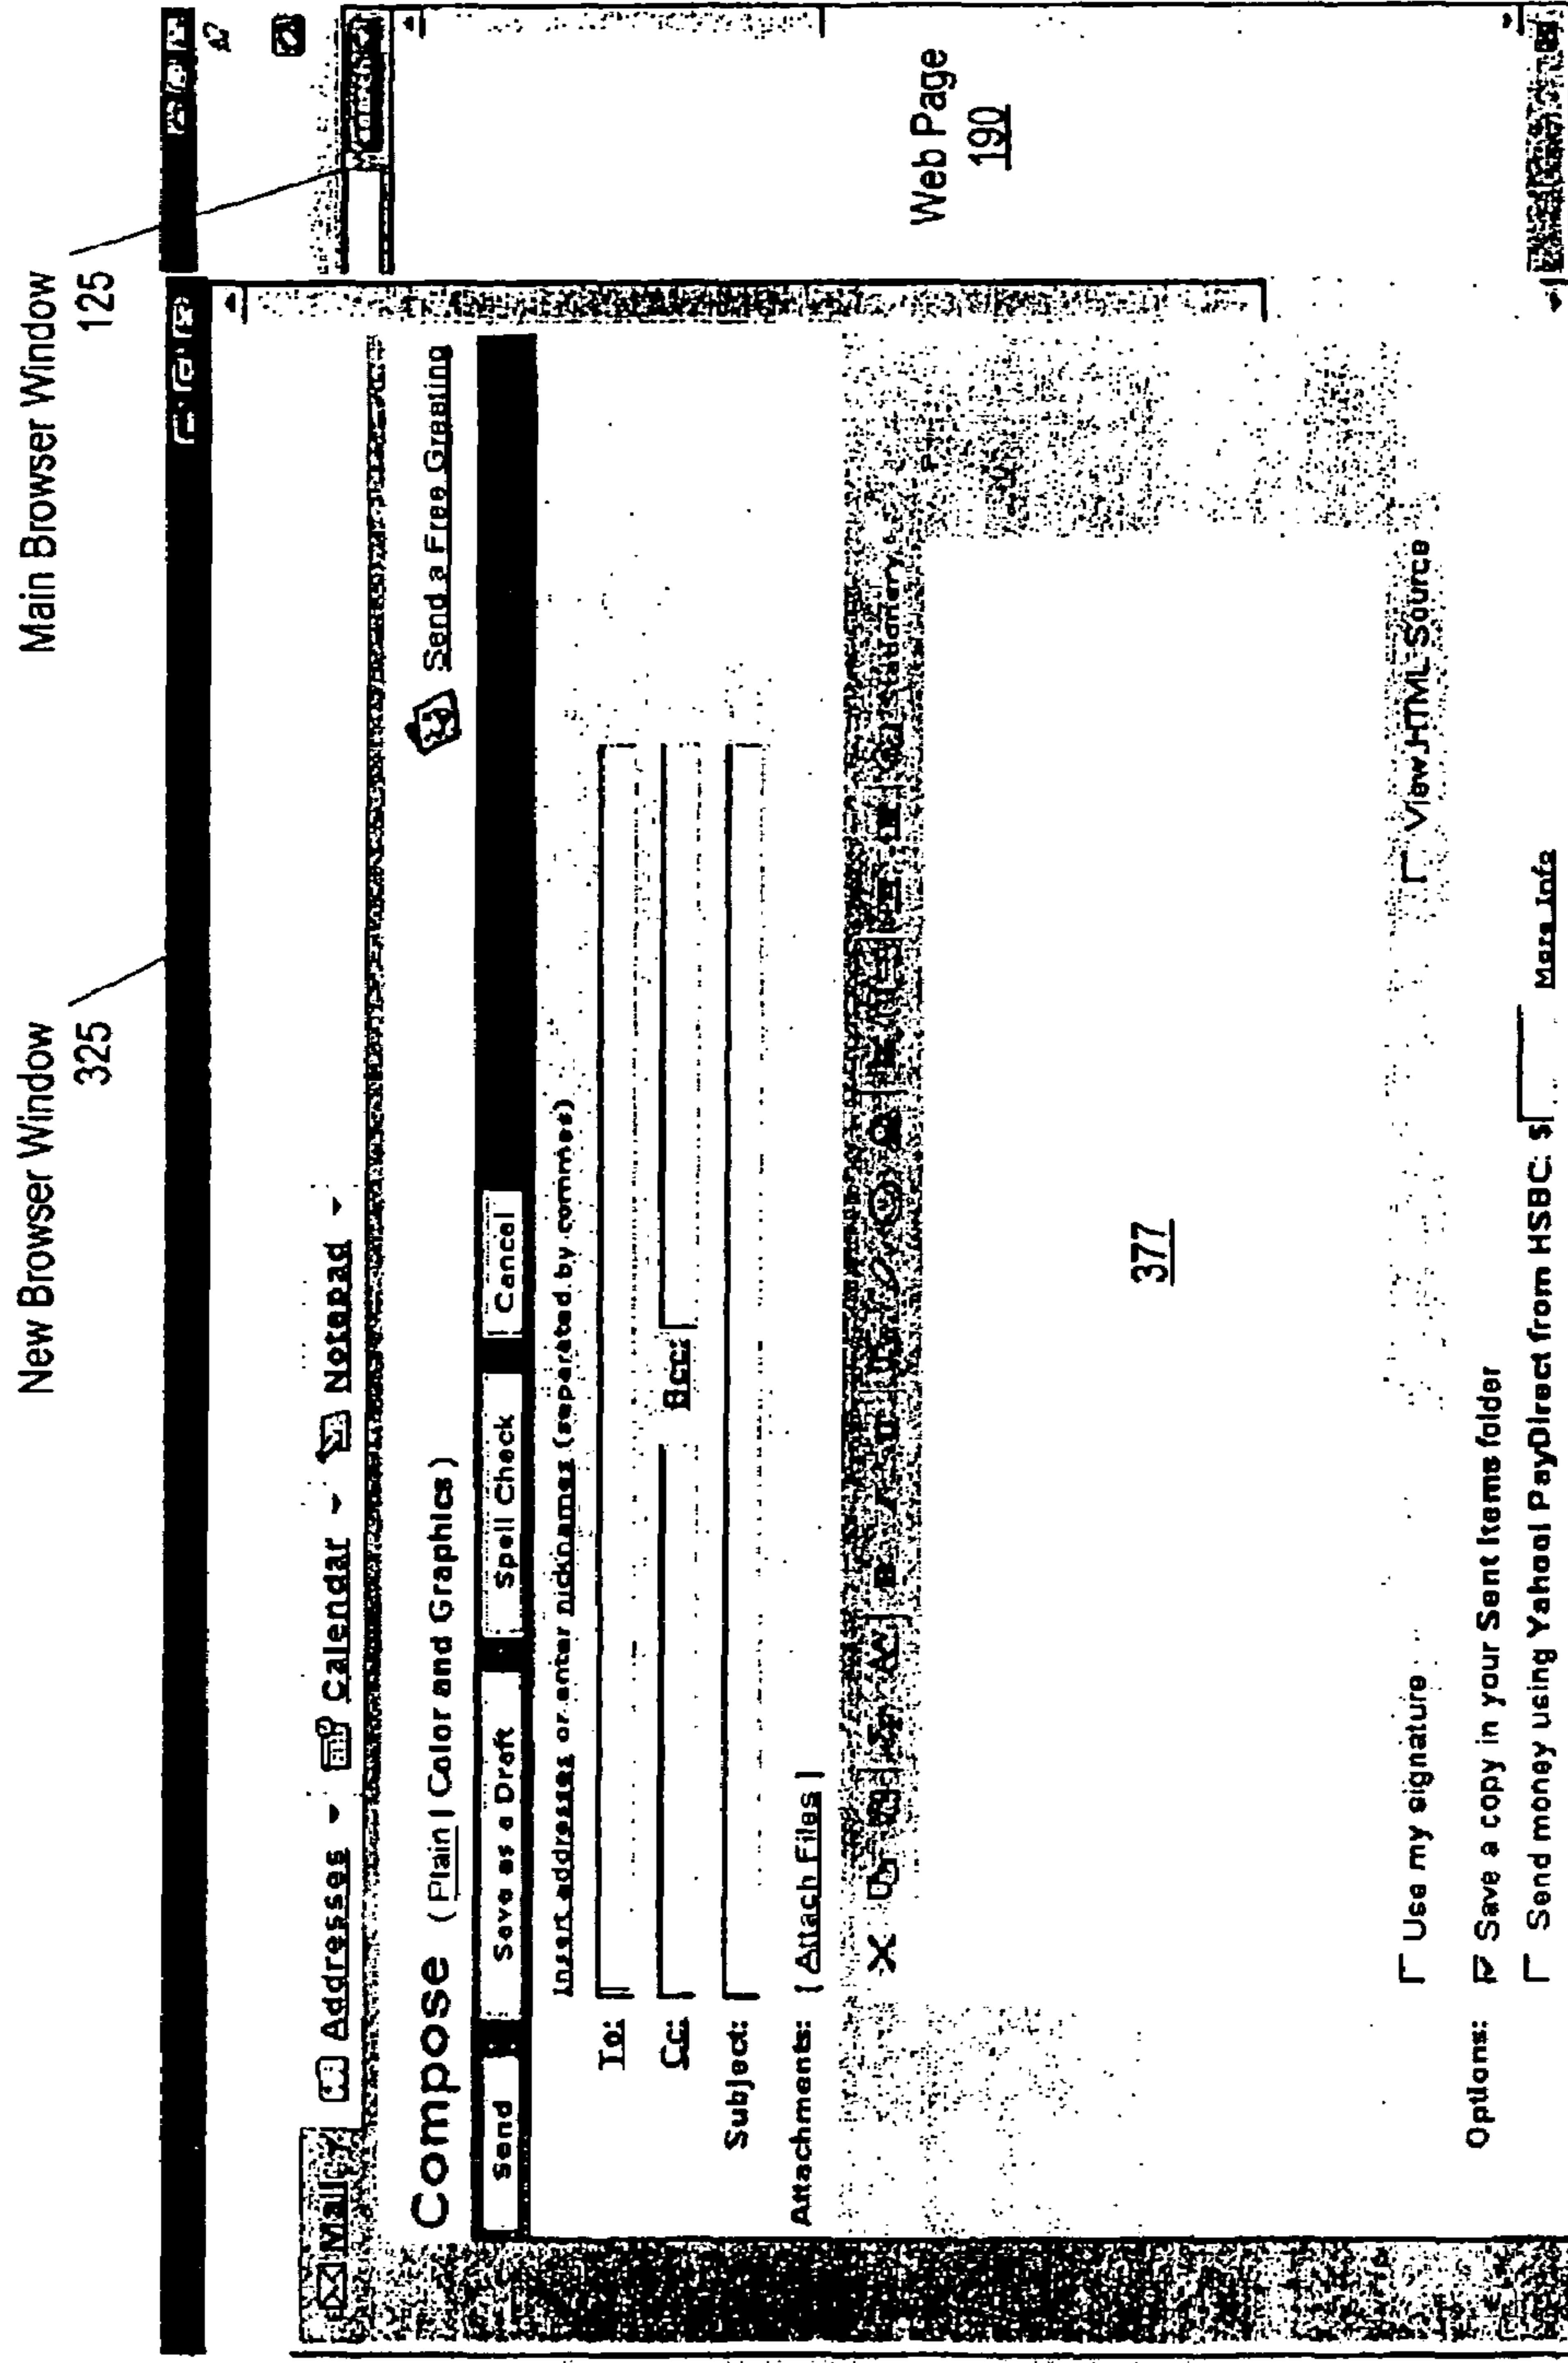 New Browser Window
325
Main Browser Window
125
Mail Addresses Calendar Notepad
Compose (Plain | Color and Graphics)
Send a Free Greeting
Send Save as a Draft Spell Check Cancel
Insert addresses or enter nicknames (separated by commas)
To:
Cc: Bcc:
Subject:
Attachments: [Attach Files]
Stationery
377
View HTML Source
Use my signature
Options: Save a copy in your Sent Items folder
Send money using Yahoo! PayDirect from HSBC: $ More Info
Web Page
190